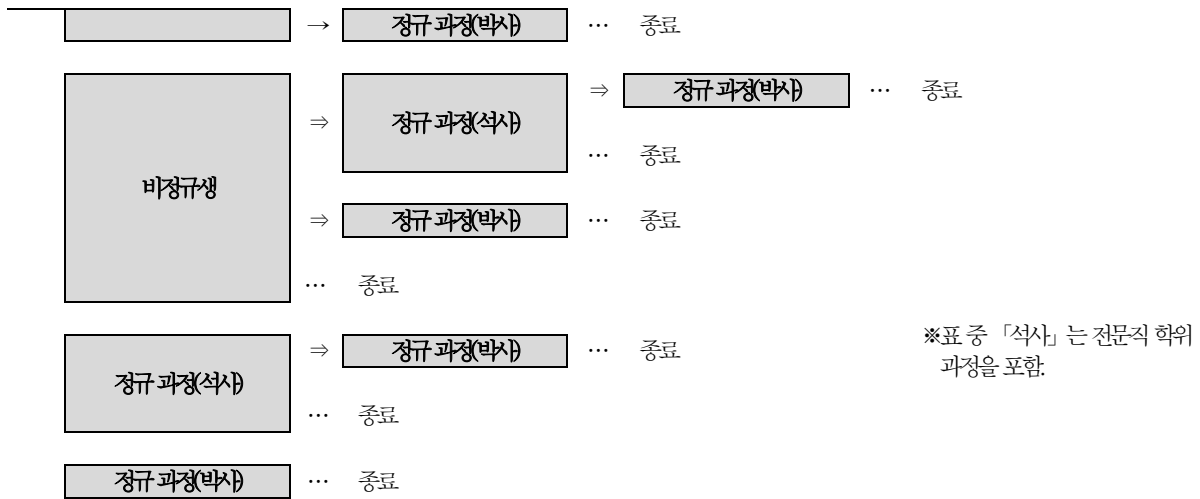 → 정규 과정(박사) … 종료
⇒ 정규 과정(석사) ⇒ 정규 과정(박사) … 종료
… 종료
비정규생
⇒ 정규 과정(박사) … 종료
… 종료
정규 과정(석사) ⇒ 정규 과정(박사) … 종료
… 종료
※표 중 「석사」는 전문직 학위
과정을 포함.
정규 과정(박사) … 종료